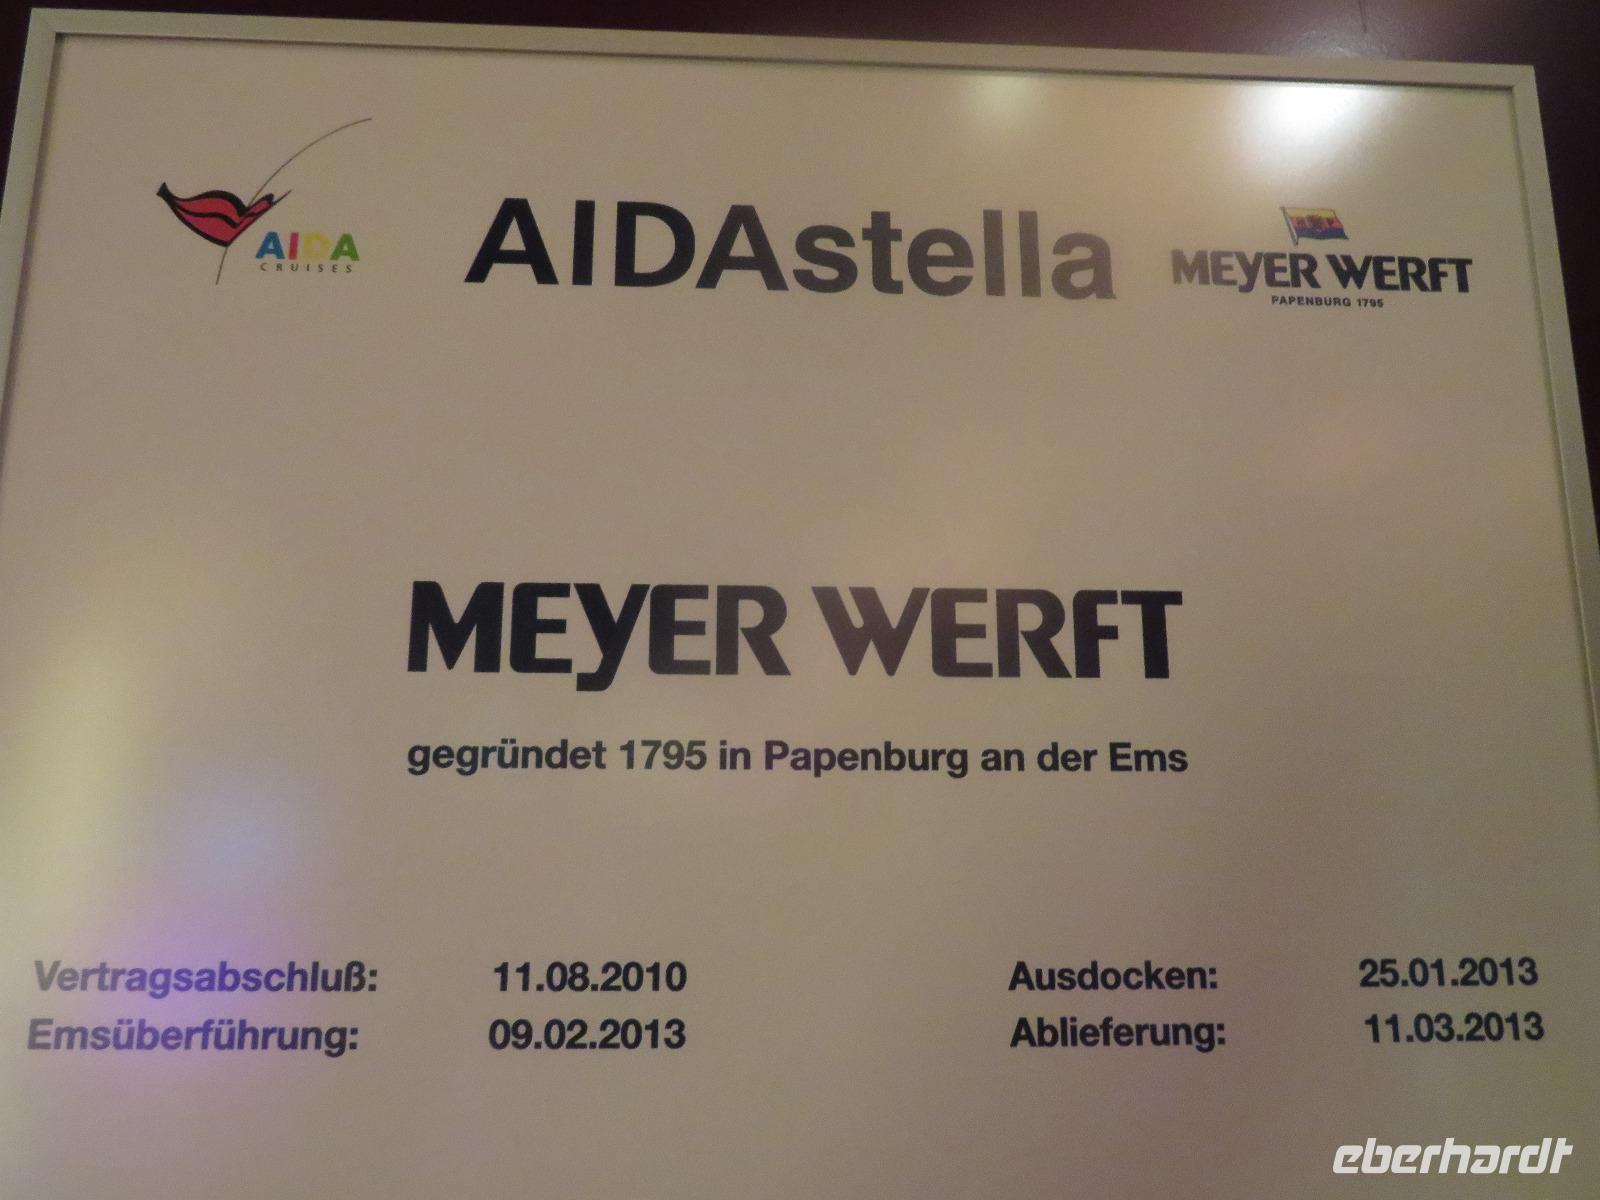 AIDA
CRUISES
AIDAstella
MEYER WERFT
PAPENBURG 1795
MEYER WERFT
gegründet 1795 in Papenburg an der Ems
Vertragsabschluß: 11.08.2010 Ausdocken: 25.01.2013
Emsüberführung: 09.02.2013 Ablieferung: 11.03.2013
eberhardt